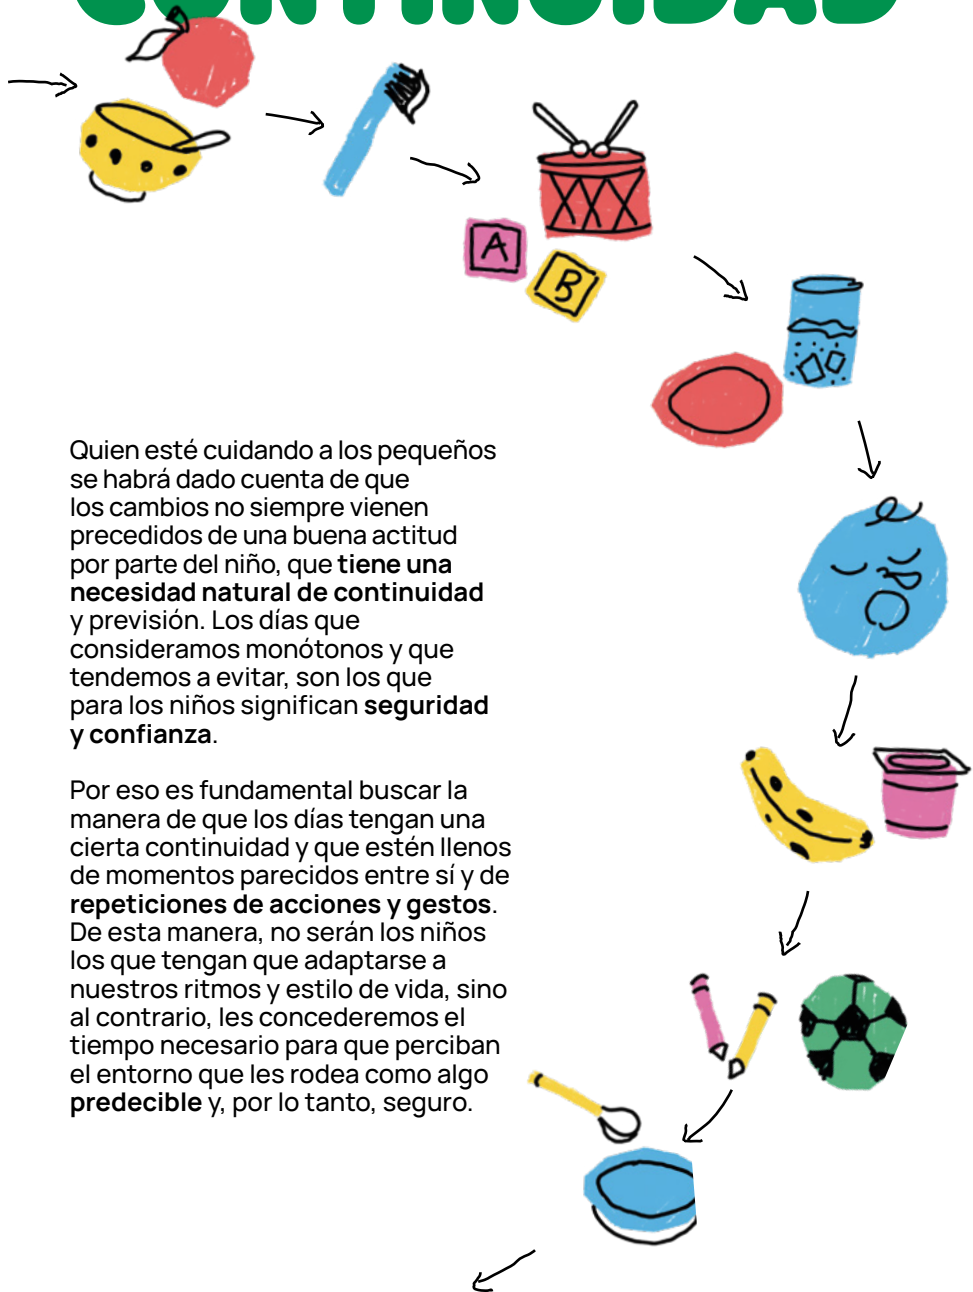 CONTINUIDAD
A
B
Quien esté cuidando a los pequeños
se habrá dado cuenta de que
los cambios no siempre vienen
precedidos de una buena actitud
por parte del niño, que tiene una
necesidad natural de continuidad
y previsión. Los días que
consideramos monótonos y que
tendemos a evitar, son los que
para los niños significan seguridad
y confianza.
Por eso es fundamental buscar la
manera de que los días tengan una
cierta continuidad y que estén llenos
de momentos parecidos entre sí y de
repeticiones de acciones y gestos.
De esta manera, no serán los niños
los que tengan que adaptarse a
nuestros ritmos y estilo de vida, sino
al contrario, les concederemos el
tiempo necesario para que perciban
el entorno que les rodea como algo
predecible y, por lo tanto, seguro.